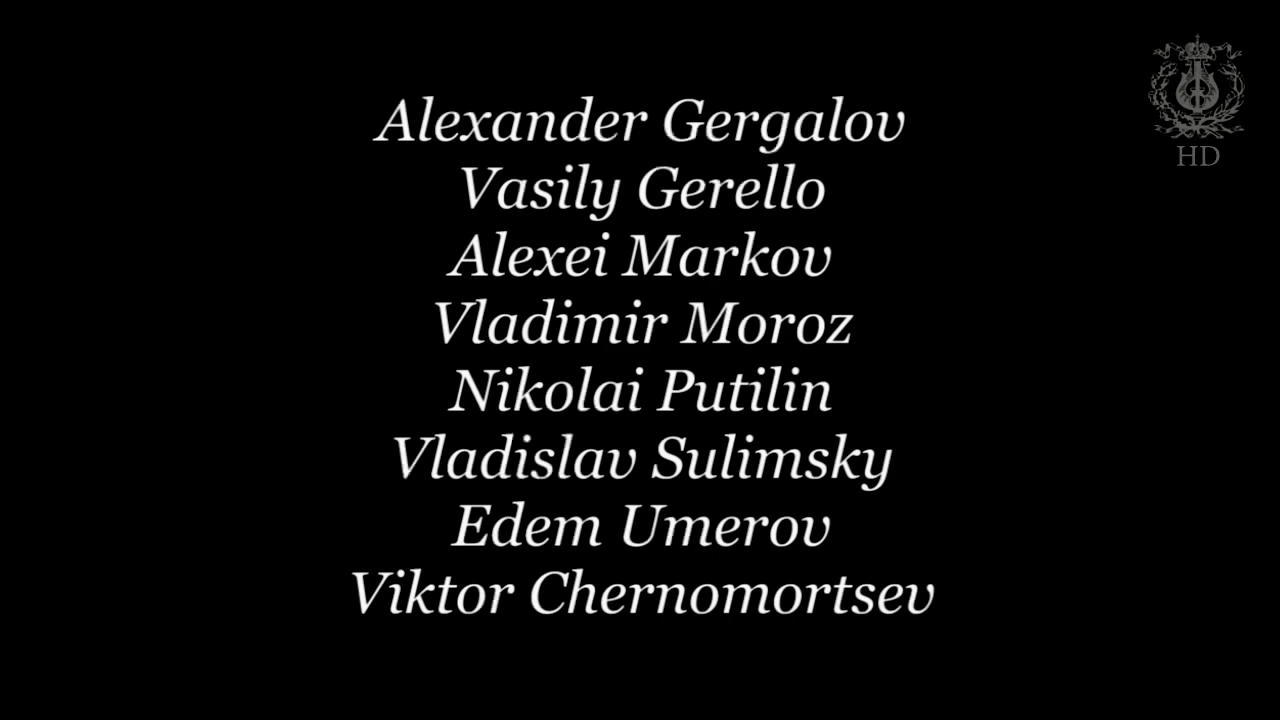 Alexander Gergalov
Vasily Gerello
Alexei Markov
Vladimir Moroz
Nikolai Putilin
Vladislav Sulimsky
Edem Umerov
Viktor Chernomortsev
HD